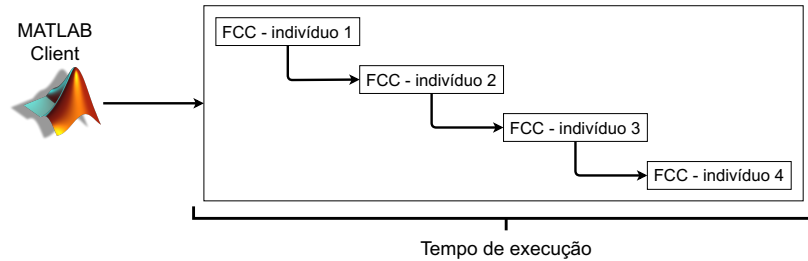 MATLAB
Client
FCC - indivíduo 1
FCC - indivíduo 2
FCC - indivíduo 3
FCC - indivíduo 4
Tempo de execução